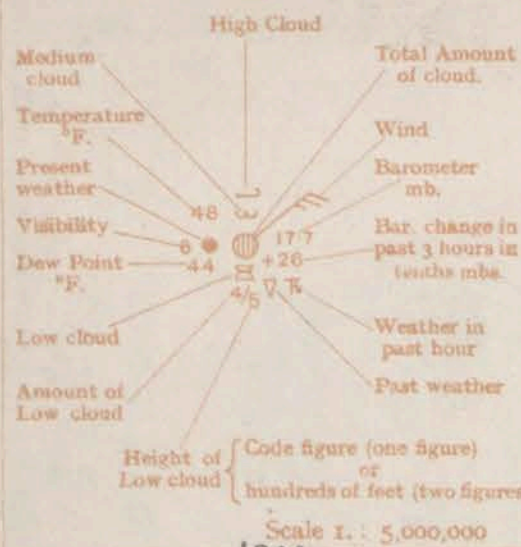 High Cloud
Medium
cloud
Total Amount
of cloud.
Temperature
°F.
Wind
Present
weather
Barometer
mb.
48
Visibility
6
17.7
Bar. change in
past 3 hours in
tenths mbs.
Dew Point
°F.
44
+26
4/5
Low cloud
Weather in
past hour
Amount of
Low cloud
Past weather
Height of
Low cloud
Code figure (one figure)
or
hundreds of feet (two figures
Scale 1. : 5,000,000